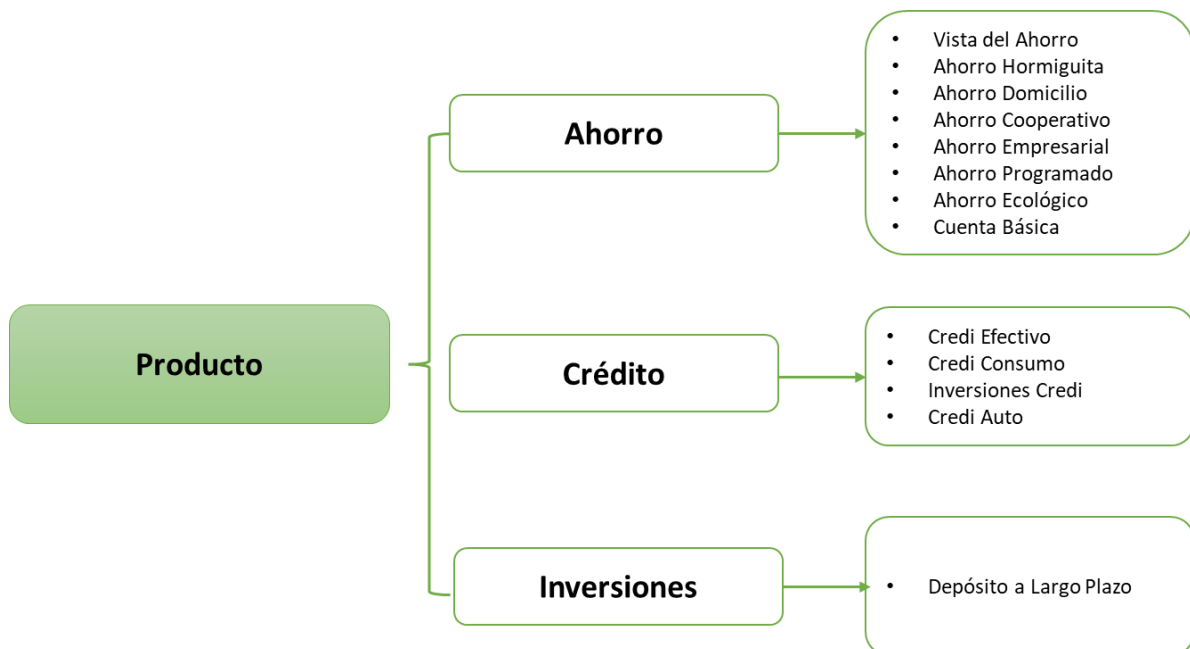 Producto
Ahorro
• Vista del Ahorro
• Ahorro Hormiguita
• Ahorro Domicilio
• Ahorro Cooperativo
• Ahorro Empresarial
• Ahorro Programado
• Ahorro Ecológico
• Cuenta Básica
Crédito
• Credi Efectivo
• Credi Consumo
• Inversiones Credi
• Credi Auto
Inversiones
• Depósito a Largo Plazo